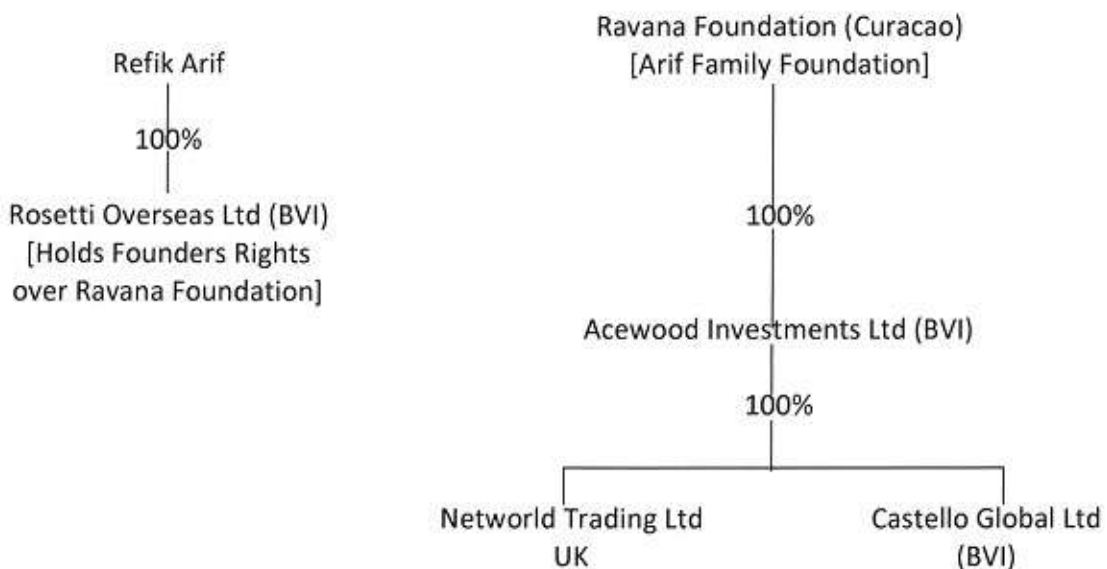 Refik Arif
100%
Rosetti Overseas Ltd (BVI)
[Holds Founders Rights
over Ravana Foundation]
Ravana Foundation (Curacao)
[Arif Family Foundation]
100%
Acewood Investments Ltd (BVI)
100%
Networld Trading Ltd
UK
Castello Global Ltd
(BVI)